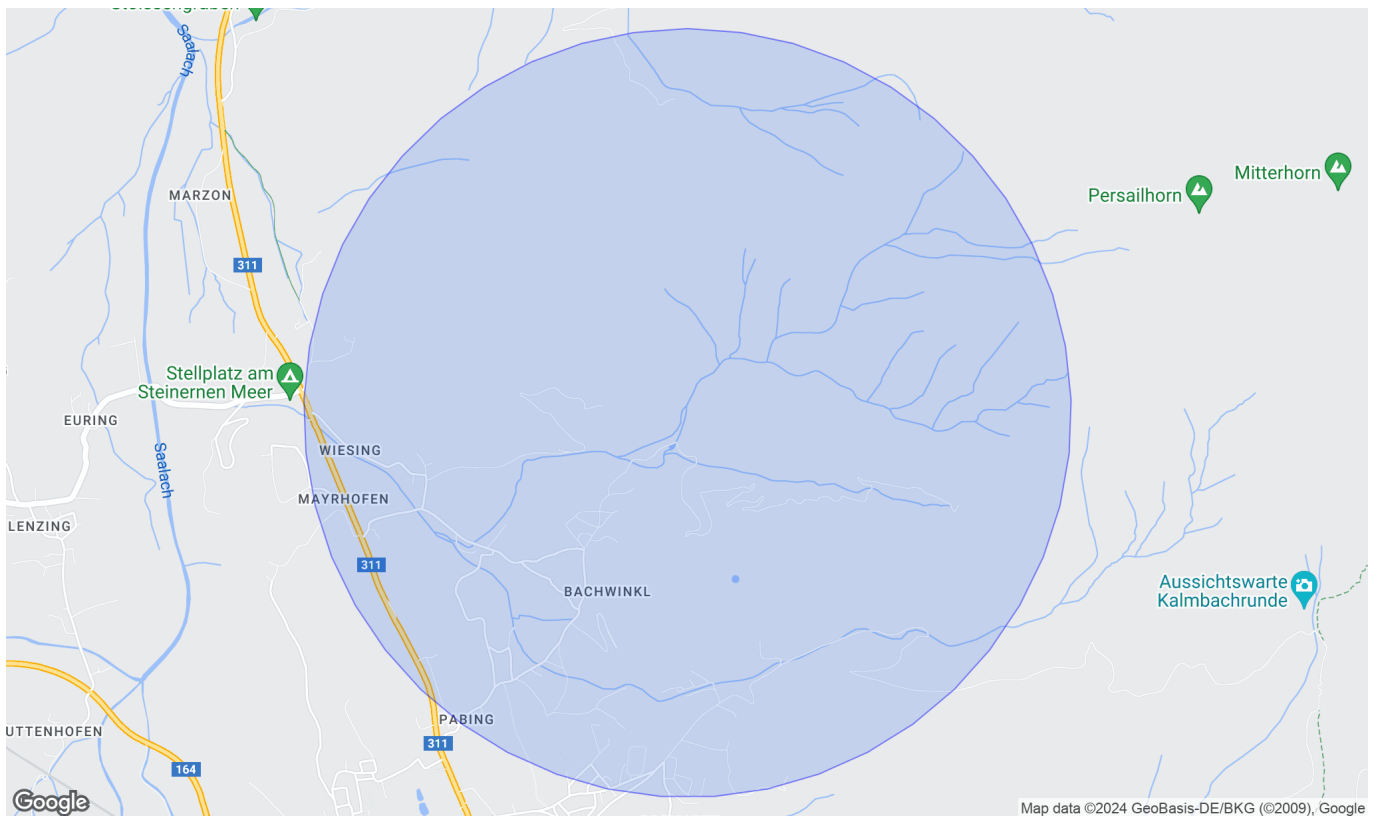 Saalach
MARZON
Mitterhorn
Persailhorn
311
Stellplatz am
Steinernen Meer
EURING
WIESING
Saalach
MAYRHOFEN
LENZING
311
BACHWINKL
Aussichtswarte
Kalmbachrunde
PABING
UTTENHOFEN
311
164
Google
Map data ©2024 GeoBasis-DE/BKG (©2009), Google